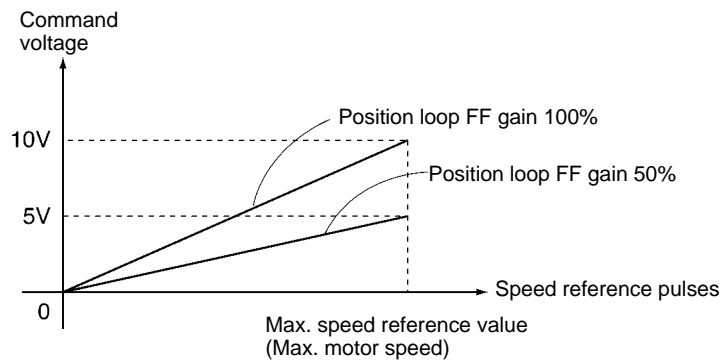 Command
voltage
Position loop FF gain 100%
10V
Position loop FF gain 50%
5V
Speed reference pulses
0
Max. speed reference value
(Max. motor speed)